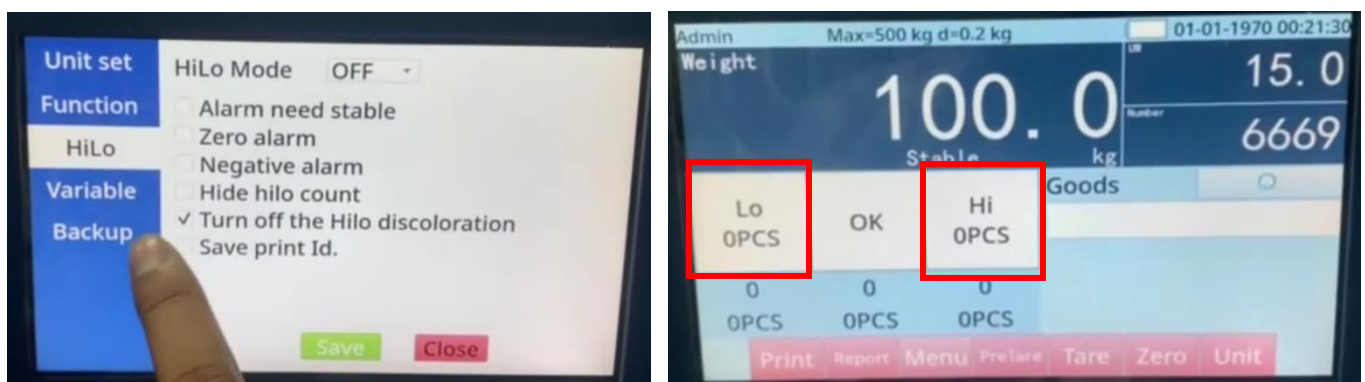 Unit set
Function
HiLo
Variable
Backup
HiLo Mode OFF
Alarm need stable
Zero alarm
Negative alarm
Hide hilo count
✓ Turn off the Hilo discoloration
Save print Id.
Save Close
Admin Max=500 kg d=0.2 kg 01-01-1970 00:21:30
Weight
100. 0
Stable kg
UW
15. 0
Number
6669
Lo
0PCS
OK
Hi
0PCS
Goods
0 0 0
0PCS 0PCS 0PCS
Print Report Menu PreTare Tare Zero Unit